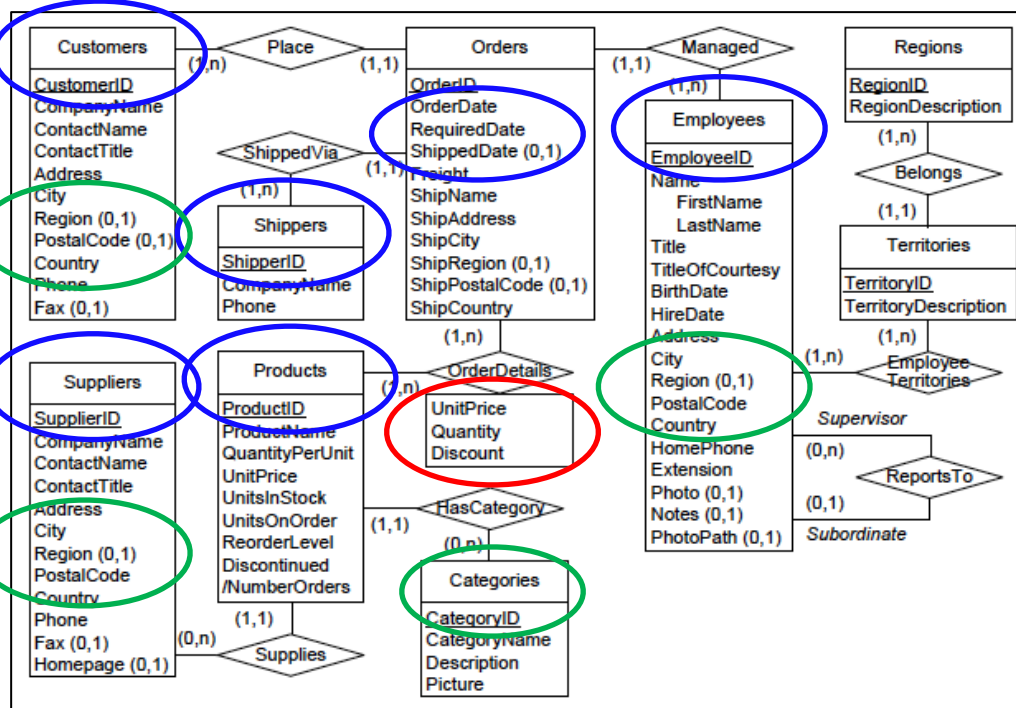 Customers
CustomerID
CompanyName
ContactName
ContactTitle
Address
City
Region (0,1)
PostalCode (0,1)
Country
Phone
Fax (0,1)
(1,n)
Place
(1,1)
Orders
OrderID
OrderDate
RequiredDate
ShippedDate (0,1)
Freight
ShipName
ShipAddress
ShipCity
ShipRegion (0,1)
ShipPostalCode (0,1)
ShipCountry
(1,1)
Managed
(1,n)
ShippedVia
(1,1)
(1,n)
Shippers
ShipperID
CompanyName
Phone
Employees
EmployeeID
Name
FirstName
LastName
Title
TitleOfCourtesy
BirthDate
HireDate
Address
City
Region (0,1)
PostalCode
Country
HomePhone
Extension
Photo (0,1)
Notes (0,1)
PhotoPath (0,1)
Regions
RegionID
RegionDescription
(1,n)
Belongs
(1,1)
Territories
TerritoryID
TerritoryDescription
(1,n)
(1,n)
Employee
Territories
Supervisor
(0,n)
ReportsTo
(0,1)
Subordinate
Suppliers
SupplierID
CompanyName
ContactName
ContactTitle
Address
City
Region (0,1)
PostalCode
Country
Phone
Fax (0,1)
Homepage (0,1)
(0,n)
Supplies
(1,1)
Products
ProductID
ProductName
QuantityPerUnit
UnitPrice
UnitsInStock
UnitsOnOrder
ReorderLevel
Discontinued
/NumberOrders
(1,n)
(1,n)
OrderDetails
UnitPrice
Quantity
Discount
(1,1)
HasCategory
(0,n)
Categories
CategoryID
CategoryName
Description
Picture